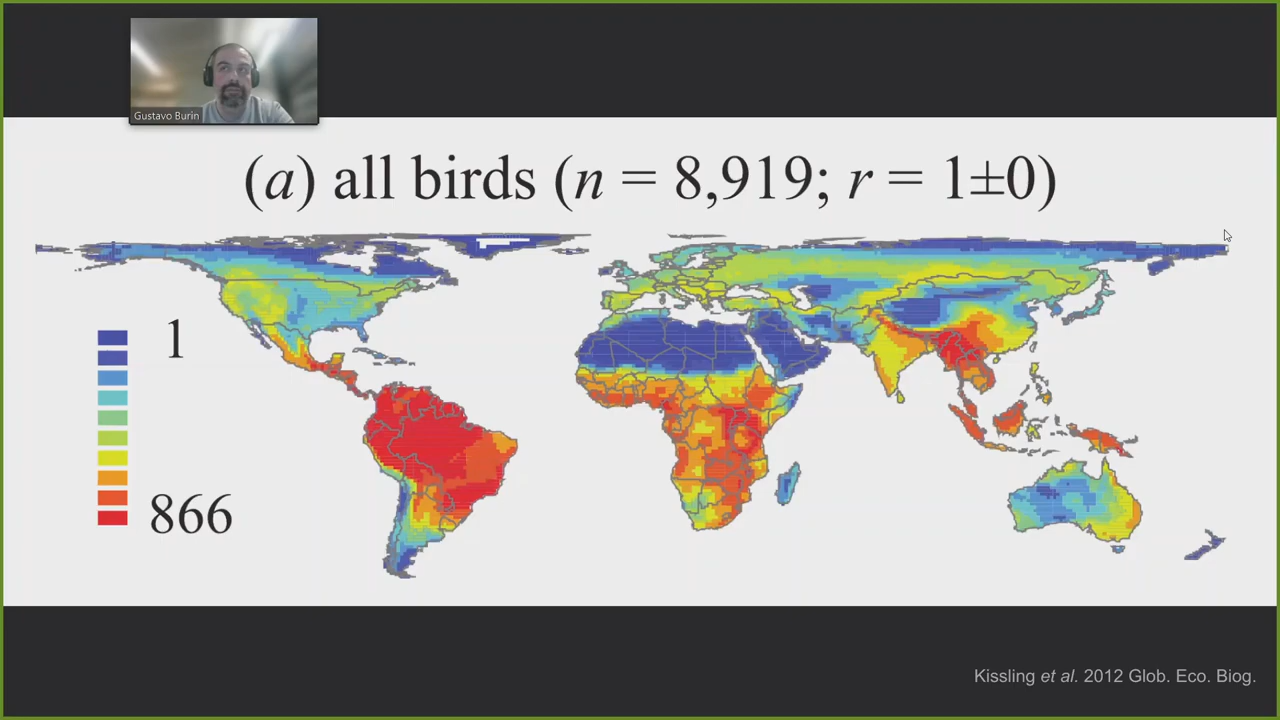 Gustavo Burin
(a) all birds (n = 8,919; r = 1±0)
1
866
Kissling et al. 2012 Glob. Eco. Biog.